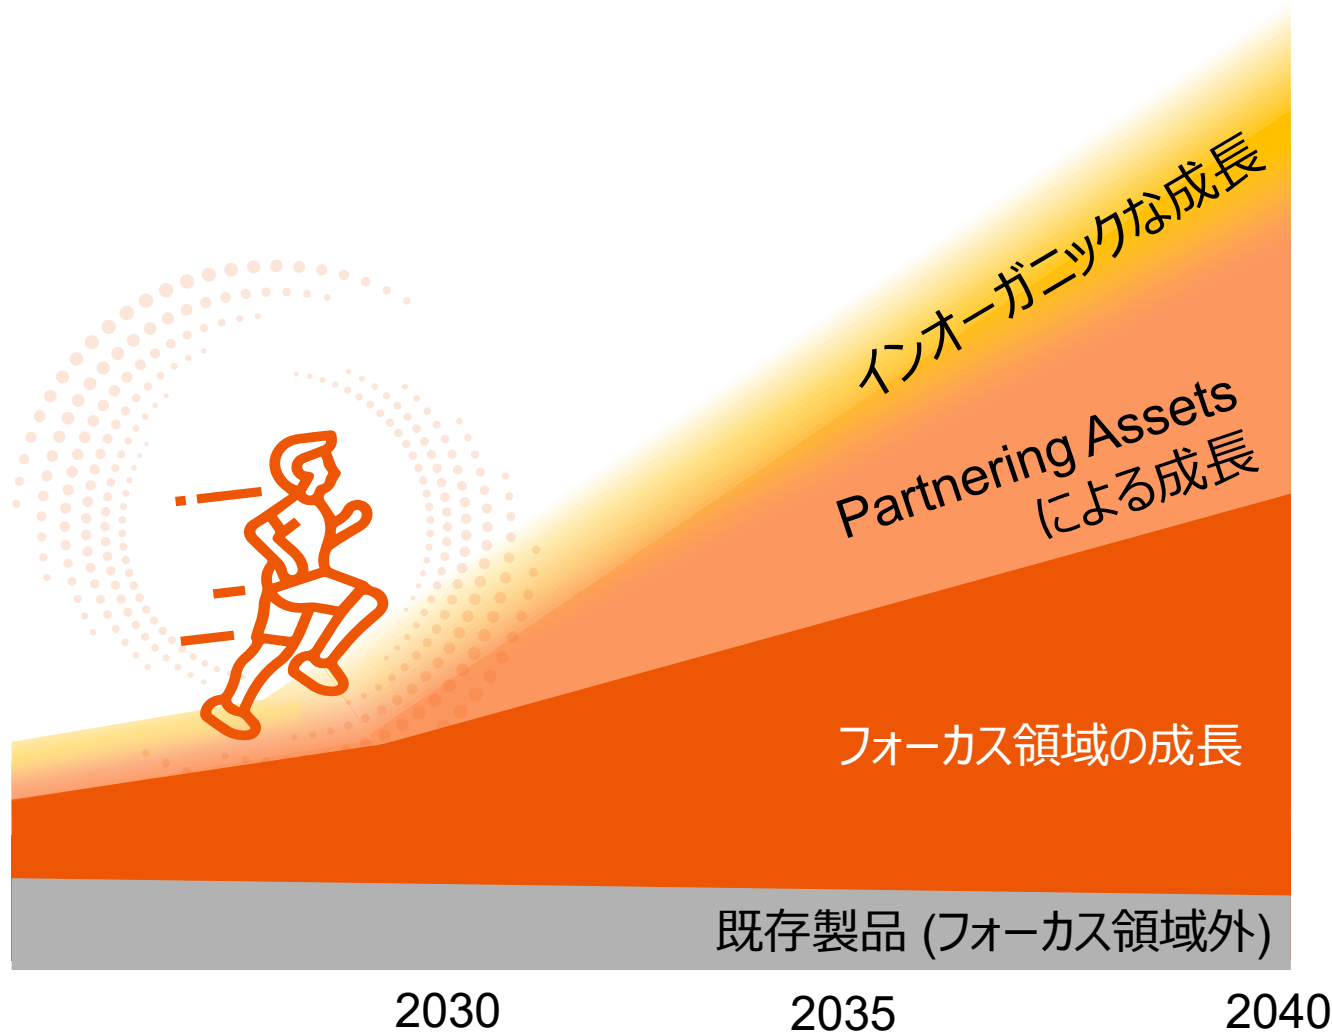 インオーガニックな成長
Partnering Assets
による成長
フォーカス領域の成長
既存製品 (フォーカス領域外)
2030
2035
2040